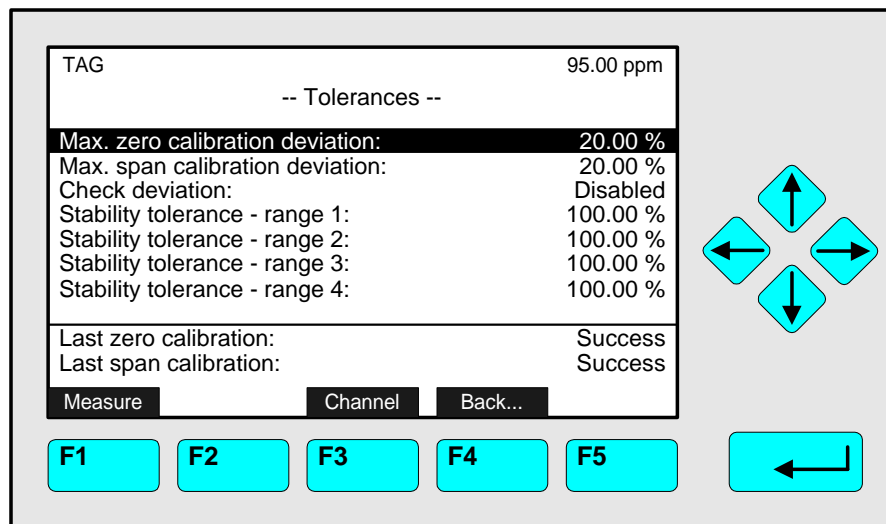 TAG 95.00 ppm
-- Tolerances --
Max. zero calibration deviation: 20.00 %
Max. span calibration deviation: 20.00 %
Check deviation: Disabled
Stability tolerance - range 1: 100.00 %
Stability tolerance - range 2: 100.00 %
Stability tolerance - range 3: 100.00 %
Stability tolerance - range 4: 100.00 %
Last zero calibration: Success
Last span calibration: Success
Measure Channel Back...
F1 F2 F3 F4 F5